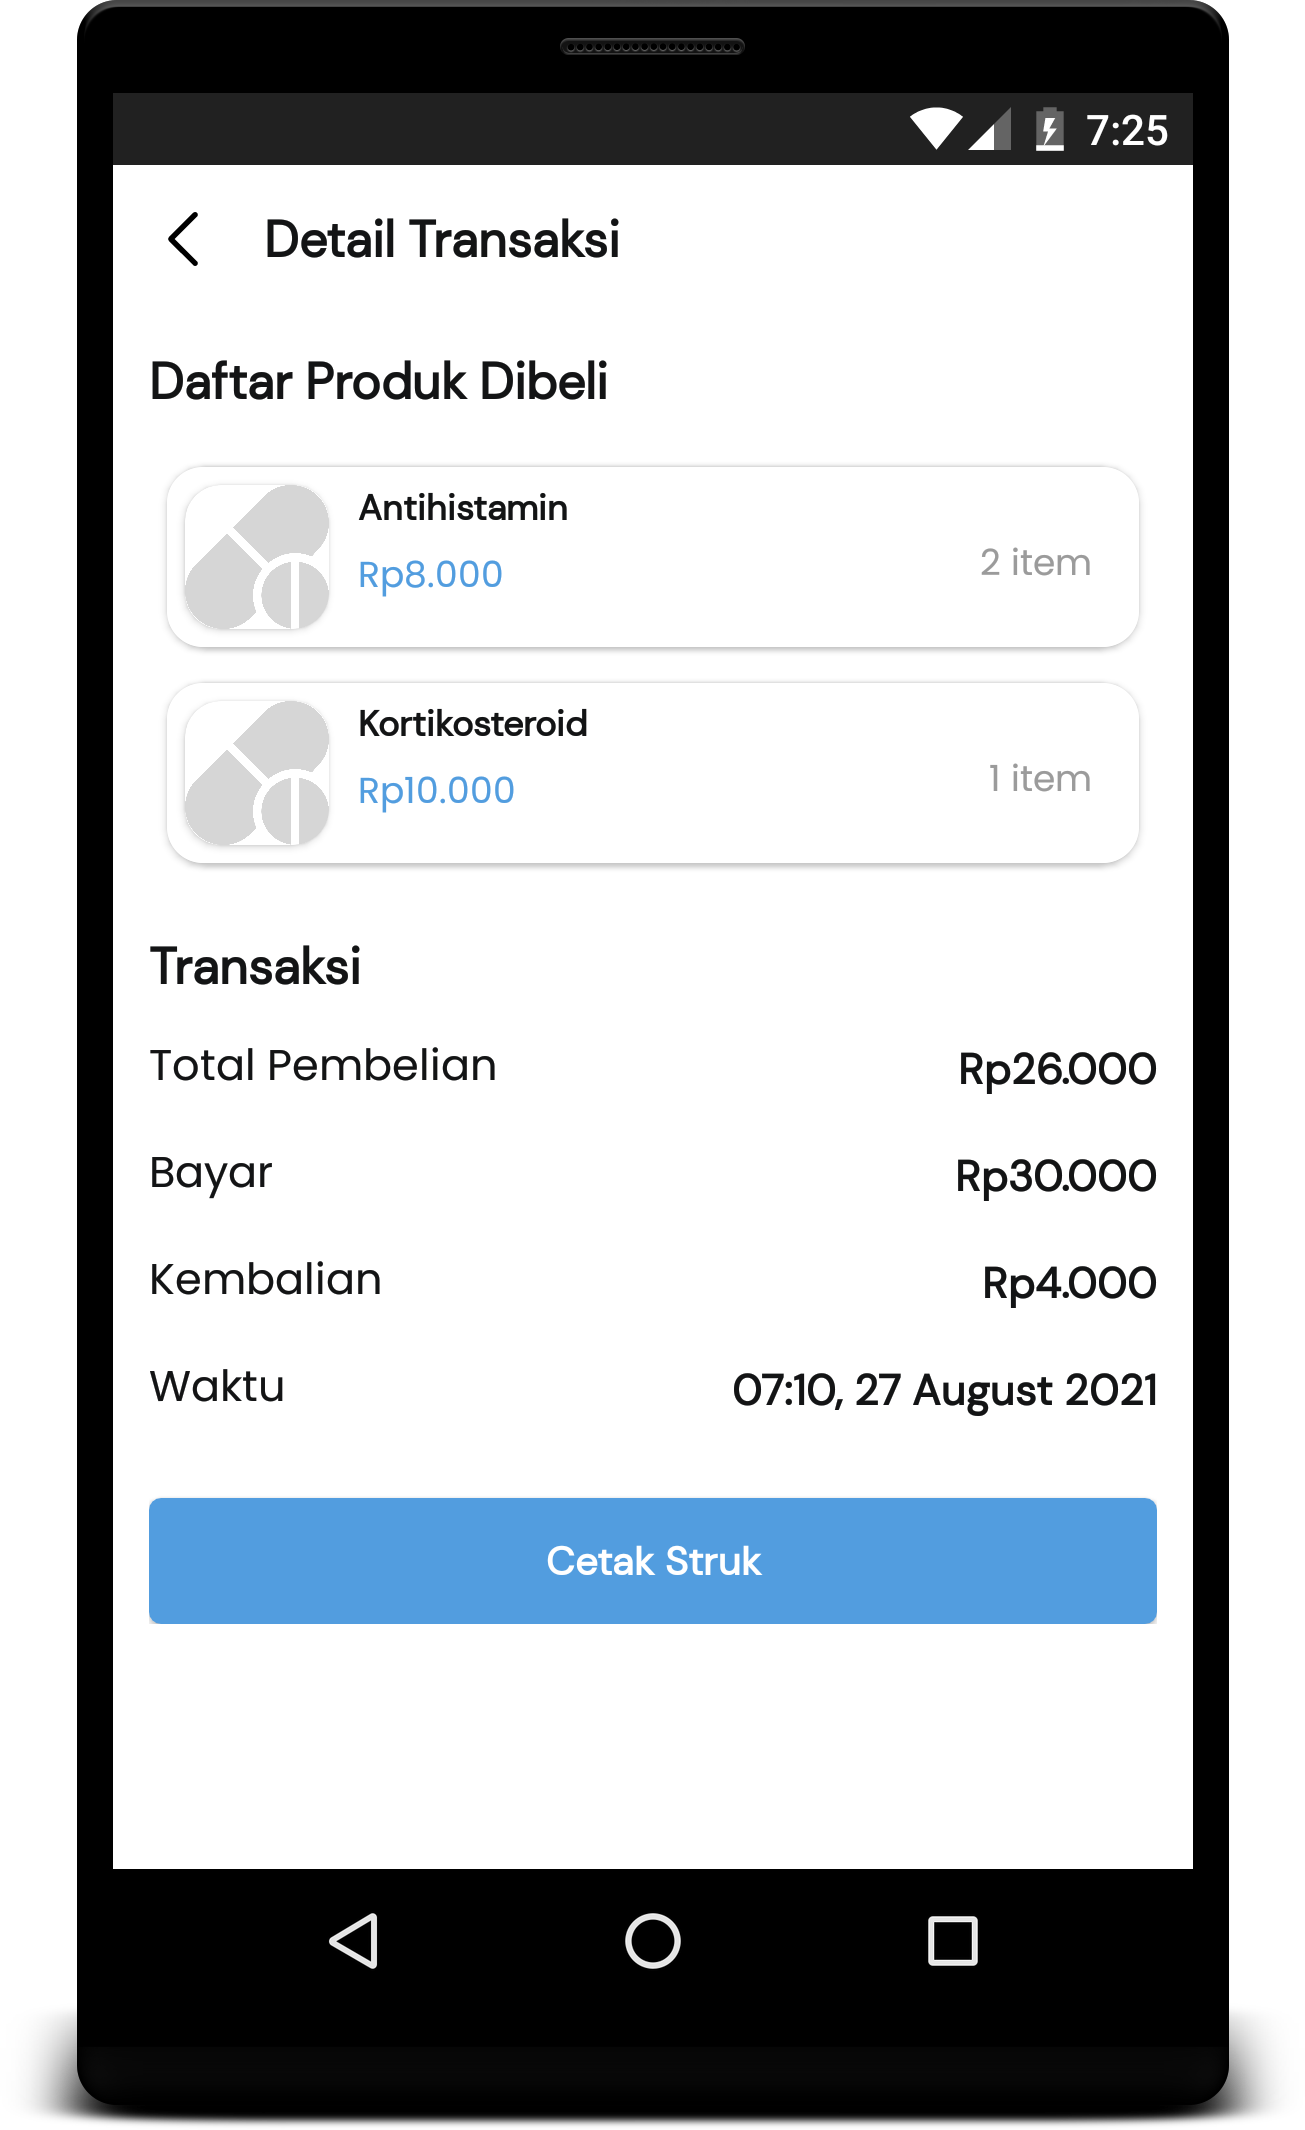 7:25
Detail Transaksi
Daftar Produk Dibeli
Antihistamin
Rp8.000
2 item
Kortikosteroid
Rp10.000
1 item
Transaksi
Total Pembelian Rp26.000
Bayar Rp30.000
Kembalian Rp4.000
Waktu 07:10, 27 August 2021
Cetak Struk